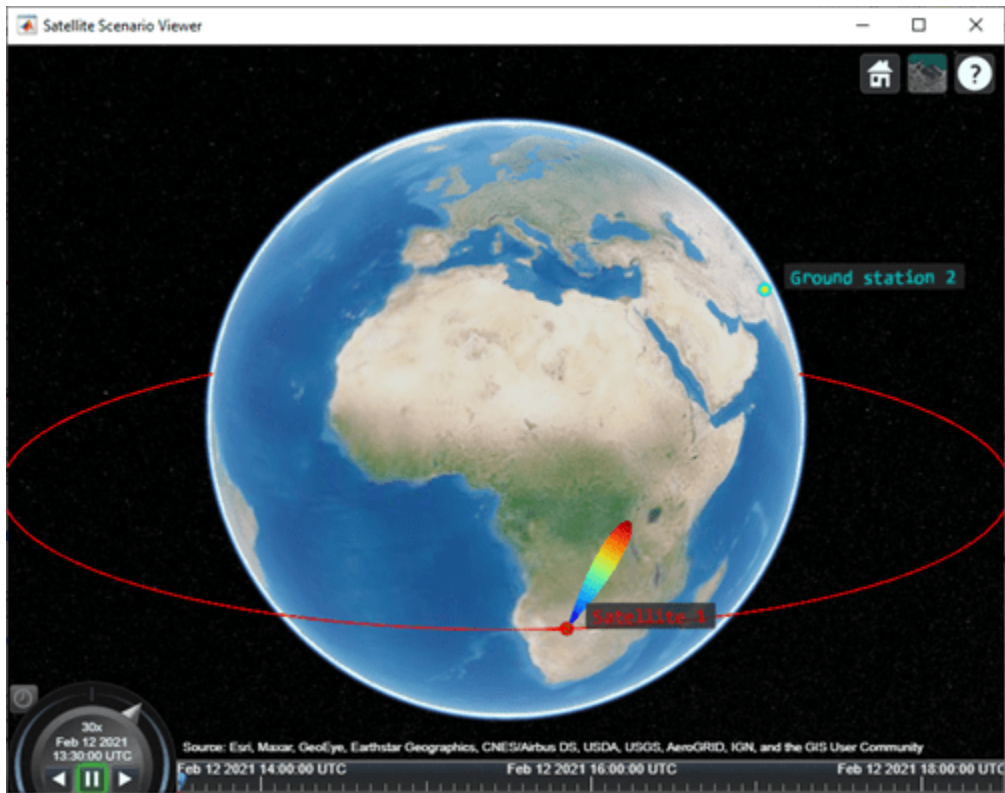 Satellite Scenario Viewer
?
Ground station 2
Satellite 1
30x
Feb 12 2021
13:30:00 UTC
Source: Esri, Maxar, GeoEye, Earthstar Geographics, CNES/Airbus DS, USDA, USGS, AeroGRID, IGN, and the GIS User Community
Feb 12 2021 14:00:00 UTC
Feb 12 2021 16:00:00 UTC
Feb 12 2021 18:00:00 UTC